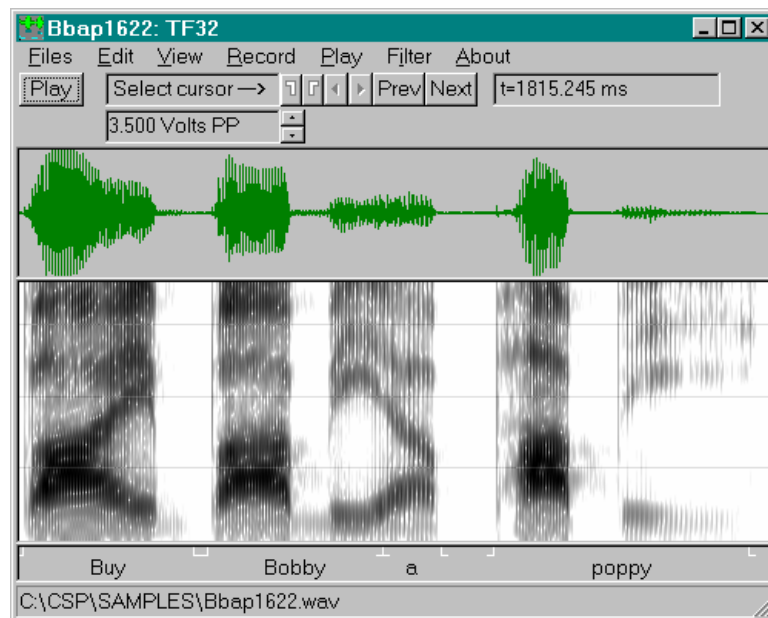 Bbap1622: TF32
Files Edit View Record Play Filter About
Play Select cursor —> Prev Next t=1815.245 ms
3.500 Volts PP
Buy Bobby a poppy
C:\CSP\SAMPLES\Bbap1622.wav